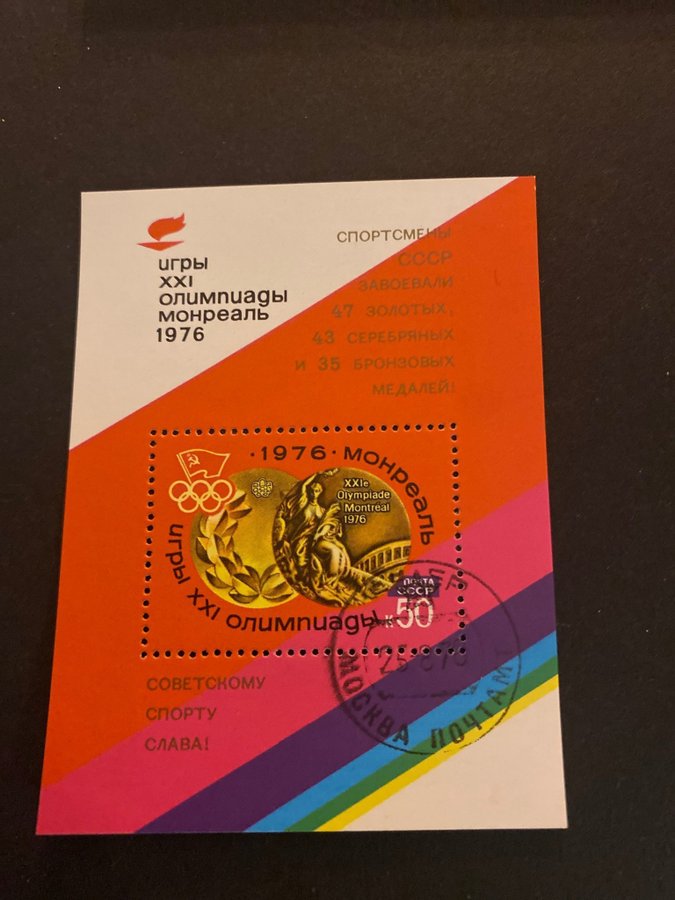 игры
XXI
олимпиады
монреаль
1976
СПОРТСМЕНЫ
СССР
ЗАВОЕВАЛИ
47 ЗОЛОТЫХ,
43 СЕРЕБРЯНЫХ
И 35 БРОНЗОВЫХ
МЕДАЛЕЙ!
·1976· монреаль
игры XXI олимпиады
XXIe
Olympiade
Montreal
1976
ПОЧТА
СССР
50 к
МОСКВА ПОЧТАМТ
СОВЕТСКОМУ
СПОРТУ
СЛАВА!